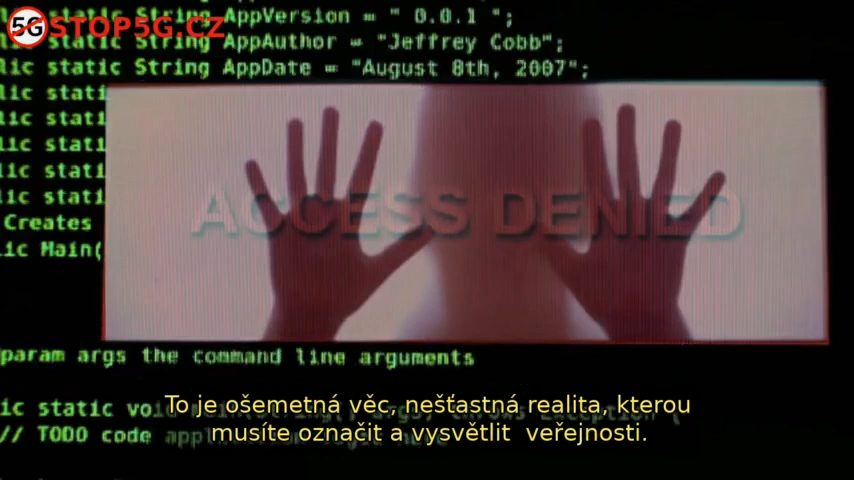 5G STOP5G.CZ
lic static String AppVersion = " 0.0.1 ";
lic static String AppAuthor = "Jeffrey Cobb";
lic static String AppDate = "August 8th, 2007";
lic stati
lic stati
lic stati
lic stati
lic stati
Creates
ic Main(
ACCESS DENIED
param args the command line arguments
ic static void
// TODO code
To je ošemetná věc, nešťastná realita, kterou
musíte označit a vysvětlit veřejnosti.